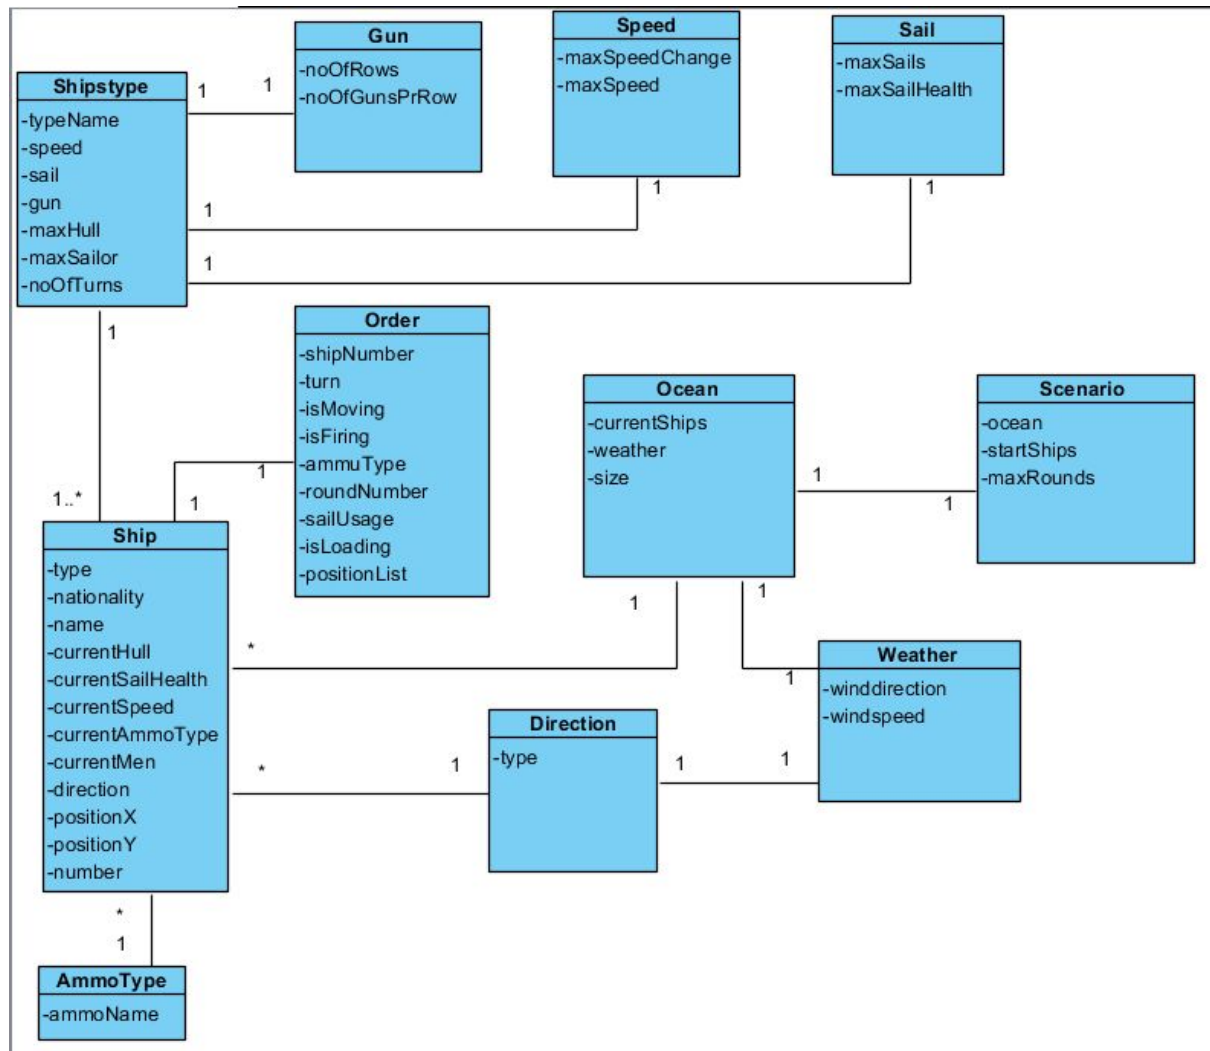 Gun
-noOfRows
-noOfGunsPrRow
Speed
-maxSpeedChange
-maxSpeed
Sail
-maxSails
-maxSailHealth
Shipstype
-typeName
-speed
-sail
-gun
-maxHull
-maxSailor
-noOfTurns
1
1
1
1
1
1
1
1..*
Order
-shipNumber
-turn
-isMoving
-isFiring
-ammuType
-roundNumber
-sailUsage
-isLoading
-positionList
1
1
Ocean
-currentShips
-weather
-size
Scenario
-ocean
-startShips
-maxRounds
1
1
Ship
-type
-nationality
-name
-currentHull
-currentSailHealth
-currentSpeed
-currentAmmoType
-currentMen
-direction
-positionX
-positionY
-number
1
*
1
1
Weather
-winddirection
-windspeed
Direction
-type
*
1
1
1
*
1
AmmoType
-ammoName